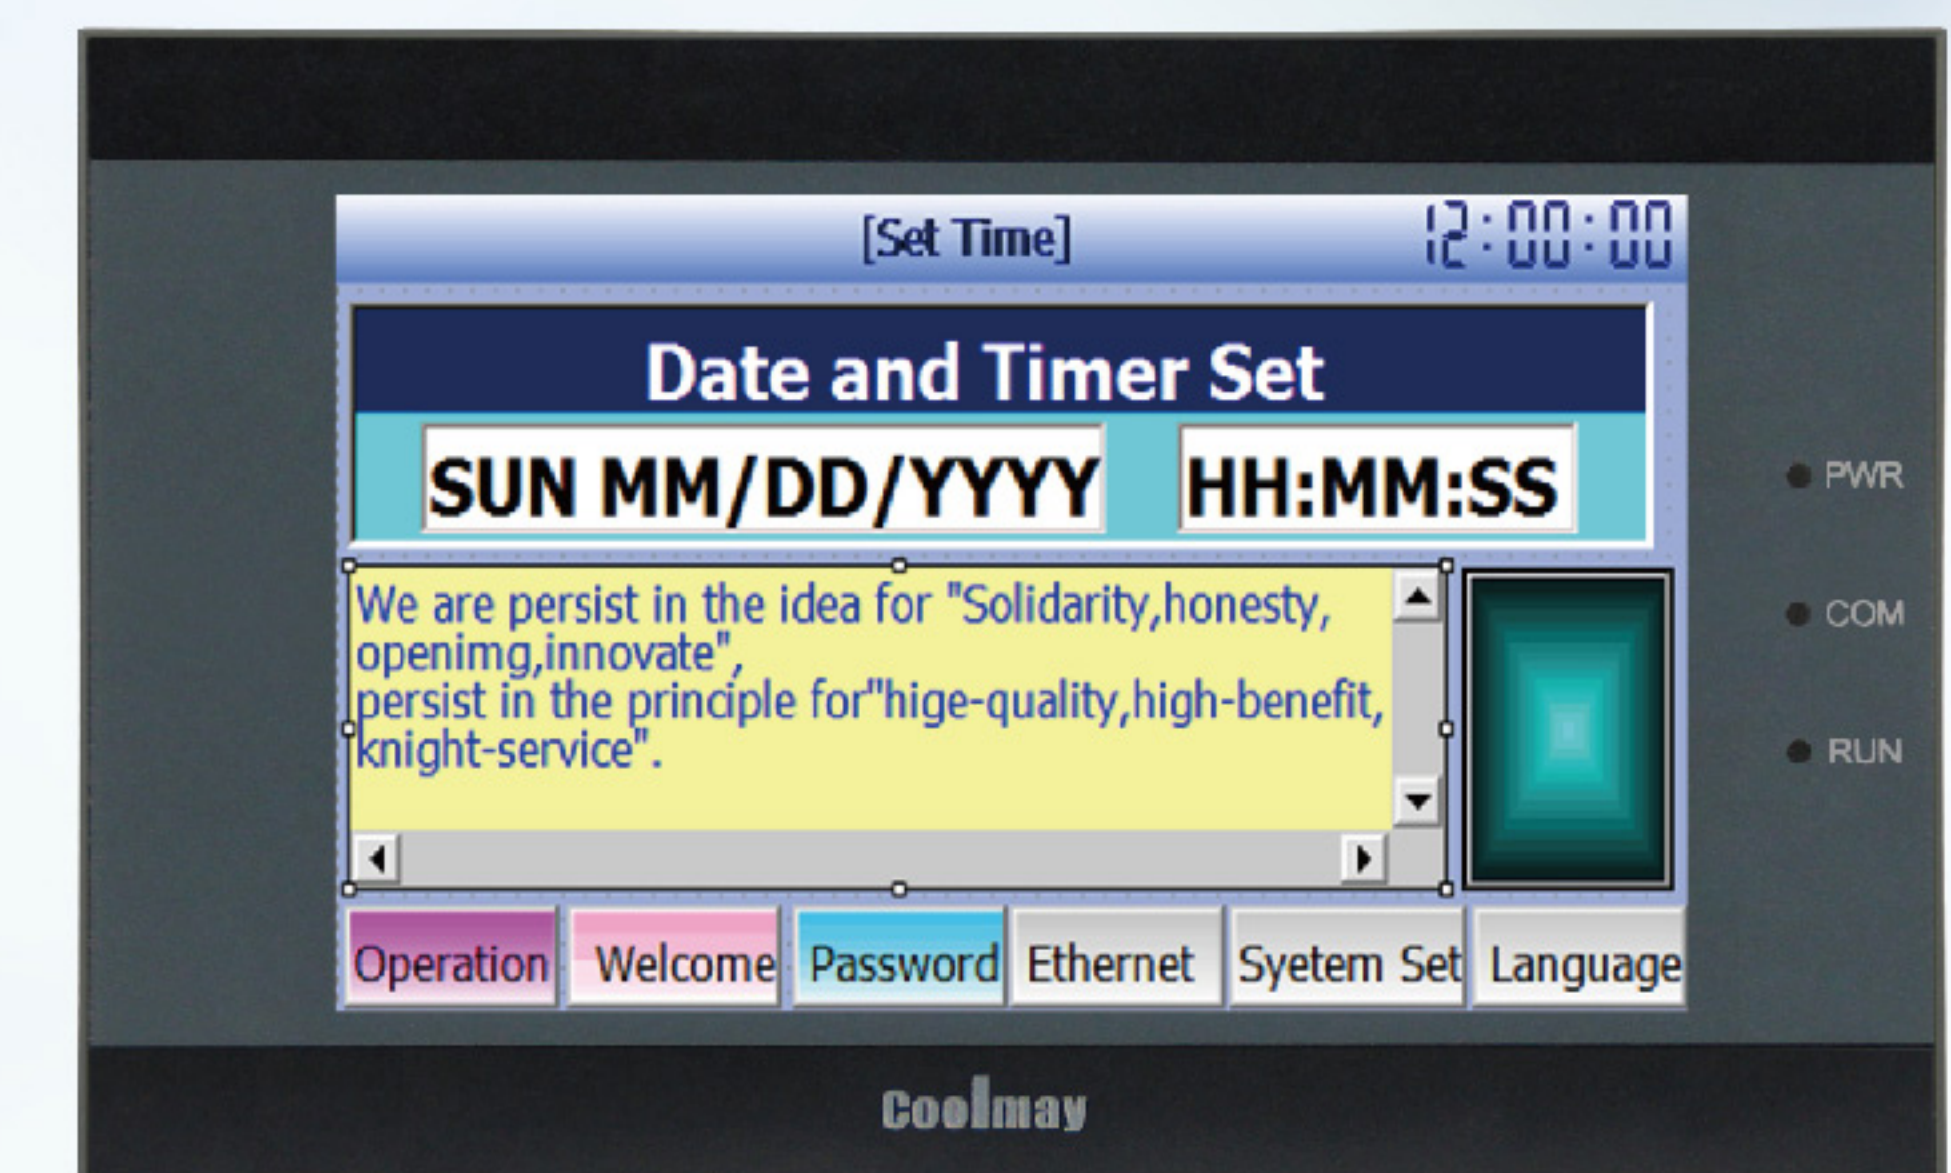 [Set Time]
12:00:00
Date and Timer Set
SUN MM/DD/YYYY
HH:MM:SS
We are persist in the idea for "Solidarity,honesty,
openimg,innovate",
persist in the principle for"hige-quality,high-benefit,
knight-service".
Operation
Welcome
Password
Ethernet
Syetem Set
Language
PWR
COM
RUN
Coolmay